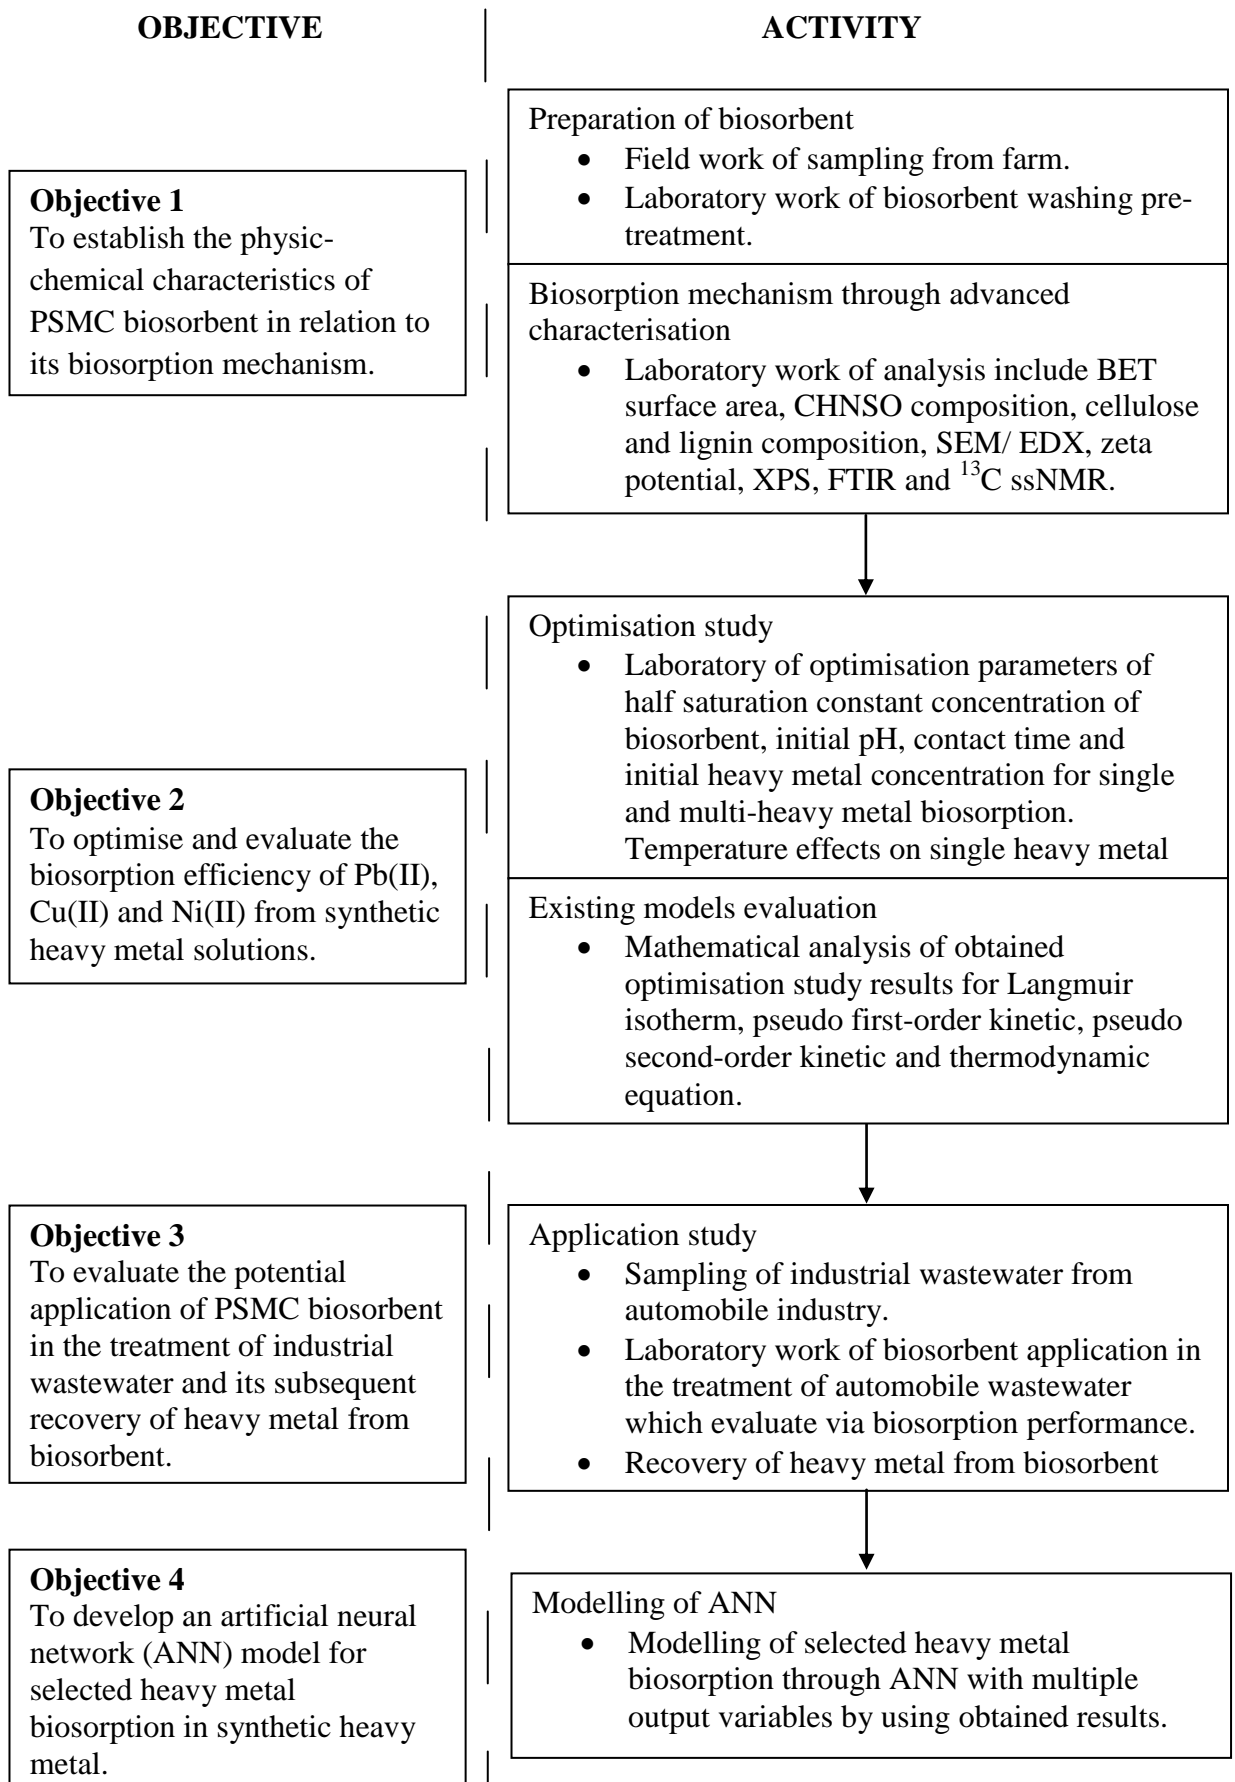 OBJECTIVE
ACTIVITY
Objective 1
To establish the physic-
chemical characteristics of
PSMC biosorbent in relation to
its biosorption mechanism.
Preparation of biosorbent
• Field work of sampling from farm.
• Laboratory work of biosorbent washing pre-
treatment.
Biosorption mechanism through advanced
characterisation
• Laboratory work of analysis include BET
surface area, CHNSO composition, cellulose
and lignin composition, SEM/ EDX, zeta
potential, XPS, FTIR and ¹³C ssNMR.
Objective 2
To optimise and evaluate the
biosorption efficiency of Pb(II),
Cu(II) and Ni(II) from synthetic
heavy metal solutions.
Optimisation study
• Laboratory of optimisation parameters of
half saturation constant concentration of
biosorbent, initial pH, contact time and
initial heavy metal concentration for single
and multi-heavy metal biosorption.
Temperature effects on single heavy metal
Existing models evaluation
• Mathematical analysis of obtained
optimisation study results for Langmuir
isotherm, pseudo first-order kinetic, pseudo
second-order kinetic and thermodynamic
equation.
Objective 3
To evaluate the potential
application of PSMC biosorbent
in the treatment of industrial
wastewater and its subsequent
recovery of heavy metal from
biosorbent.
Application study
• Sampling of industrial wastewater from
automobile industry.
• Laboratory work of biosorbent application in
the treatment of automobile wastewater
which evaluate via biosorption performance.
• Recovery of heavy metal from biosorbent
Objective 4
To develop an artificial neural
network (ANN) model for
selected heavy metal
biosorption in synthetic heavy
metal.
Modelling of ANN
• Modelling of selected heavy metal
biosorption through ANN with multiple
output variables by using obtained results.